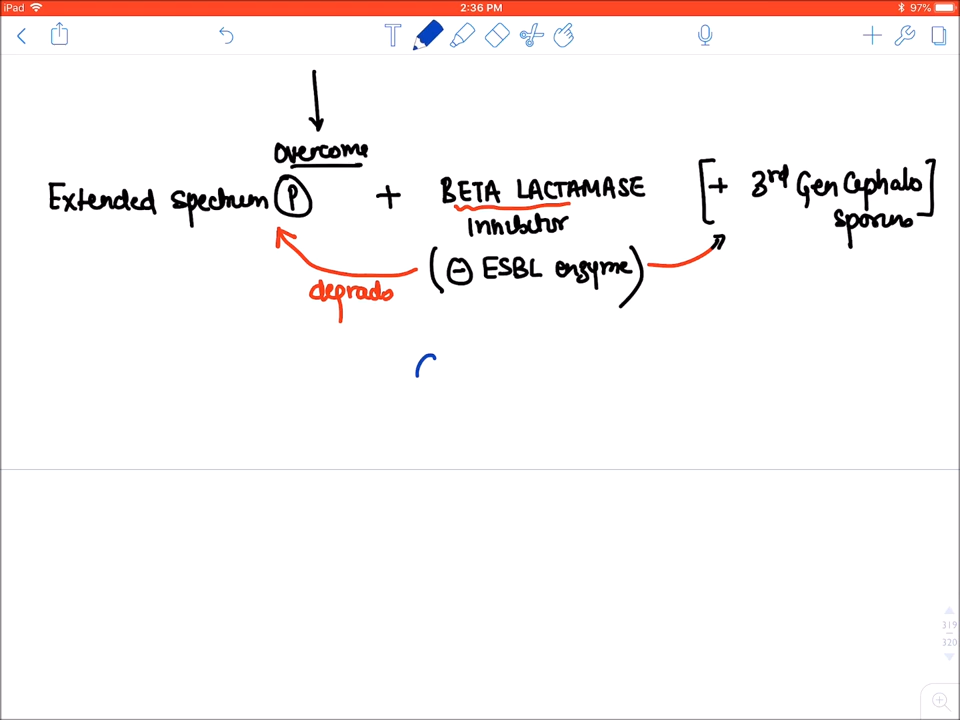 iPad 2:36 PM 97%
T
Overcome
Extended spectrum P + BETA LACTAMASE [+ 3rd Gen Cephalo
Inhibitor sporins]
(⊖ ESBL enzyme)
degrade
319
320